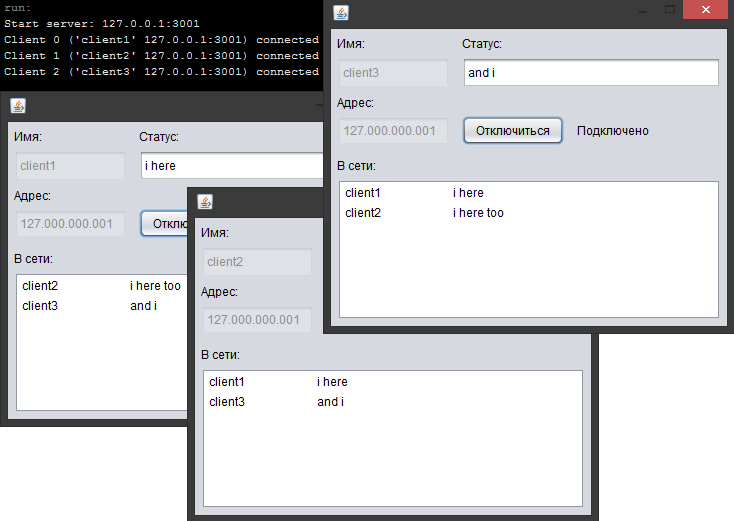 run:
Start server: 127.0.0.1:3001
Client 0 ('client1' 127.0.0.1:3001) connected
Client 1 ('client2' 127.0.0.1:3001) connected
Client 2 ('client3' 127.0.0.1:3001) connected
Имя: Статус:
client3 and i
Адрес:
127.000.000.001 Отключиться Подключено
В сети:
client1 i here
client2 i here too
Имя: Статус:
client1 i here
Адрес:
127.000.000.001
В сети:
client2 i here too
client3 and i
Имя:
client2
Адрес:
127.000.000.001
В сети:
client1 i here
client3 and i